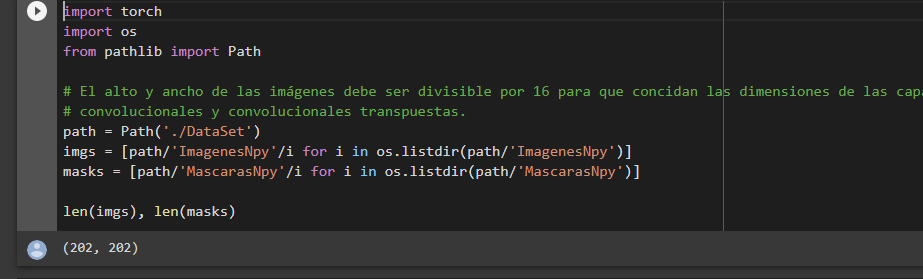 import torch
import os
from pathlib import Path
# El alto y ancho de las imágenes debe ser divisible por 16 para que concidan las dimensiones de las
# convolucionales y convolucionales transpuestas.
path = Path('./DataSet')
imgs = [path/'ImagenesNpy'/i for i in os.listdir(path/'ImagenesNpy')]
masks = [path/'MascarasNpy'/i for i in os.listdir(path/'MascarasNpy')]
len(imgs), len(masks)
(202, 202)